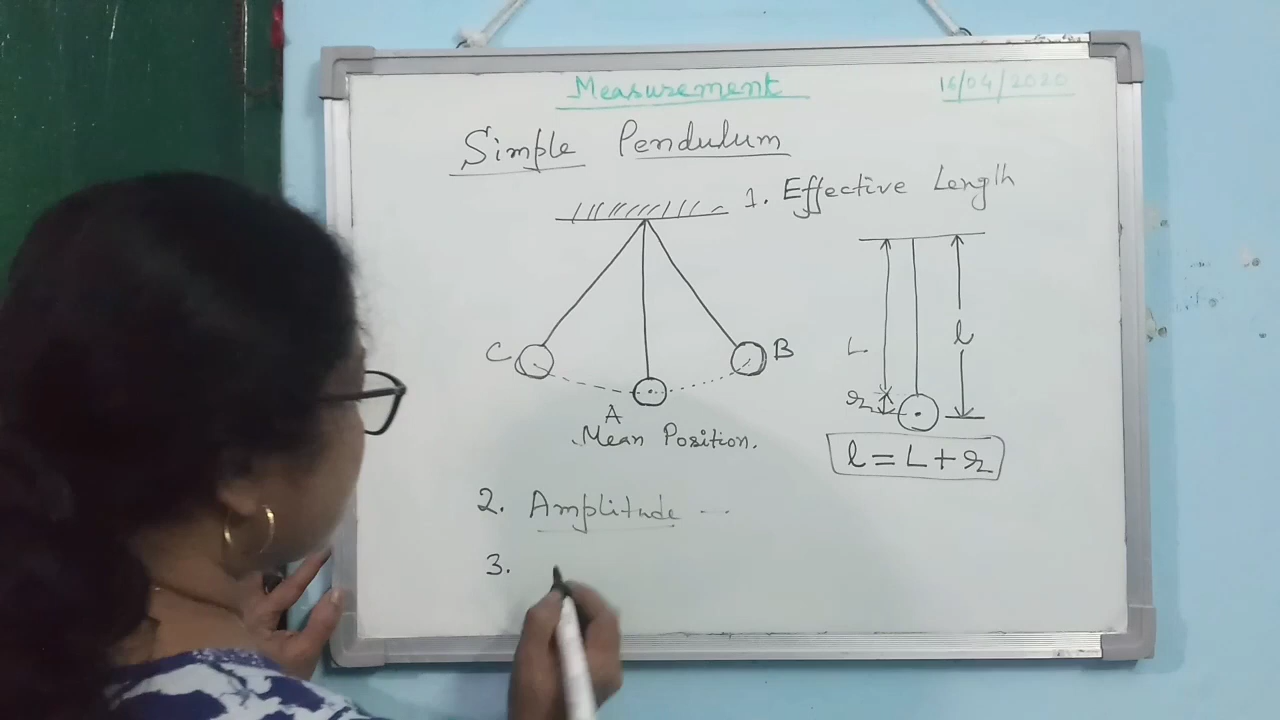 Measurement
16/04/2020
Simple Pendulum
1. Effective Length
C
B
A
Mean Position.
L
r
l
l = L + r
2. Amplitude --
3.